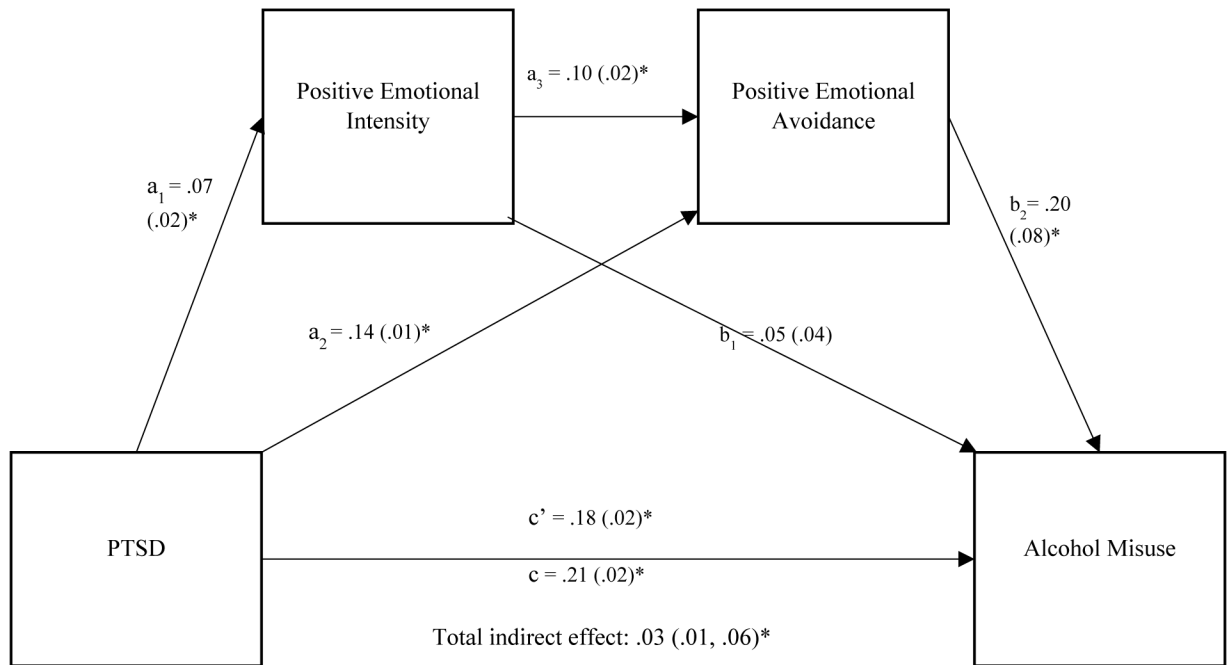 Positive Emotional
Intensity
a₃ = .10 (.02)*
Positive Emotional
Avoidance
a₁ = .07
(.02)*
b₂= .20
(.08)*
a₂ = .14 (.01)*
b₁ = .05 (.04)
PTSD
c’ = .18 (.02)*
c = .21 (.02)*
Alcohol Misuse
Total indirect effect: .03 (.01, .06)*